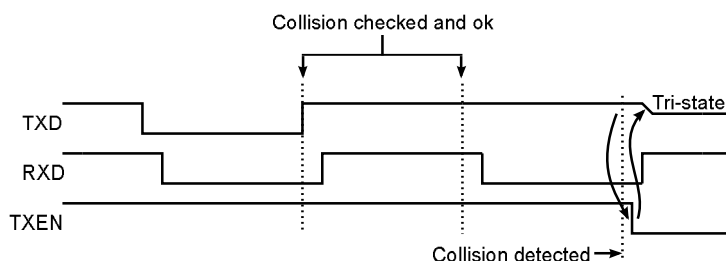 Collision checked and ok
Tri-state
TXD
RXD
TXEN
Collision detected